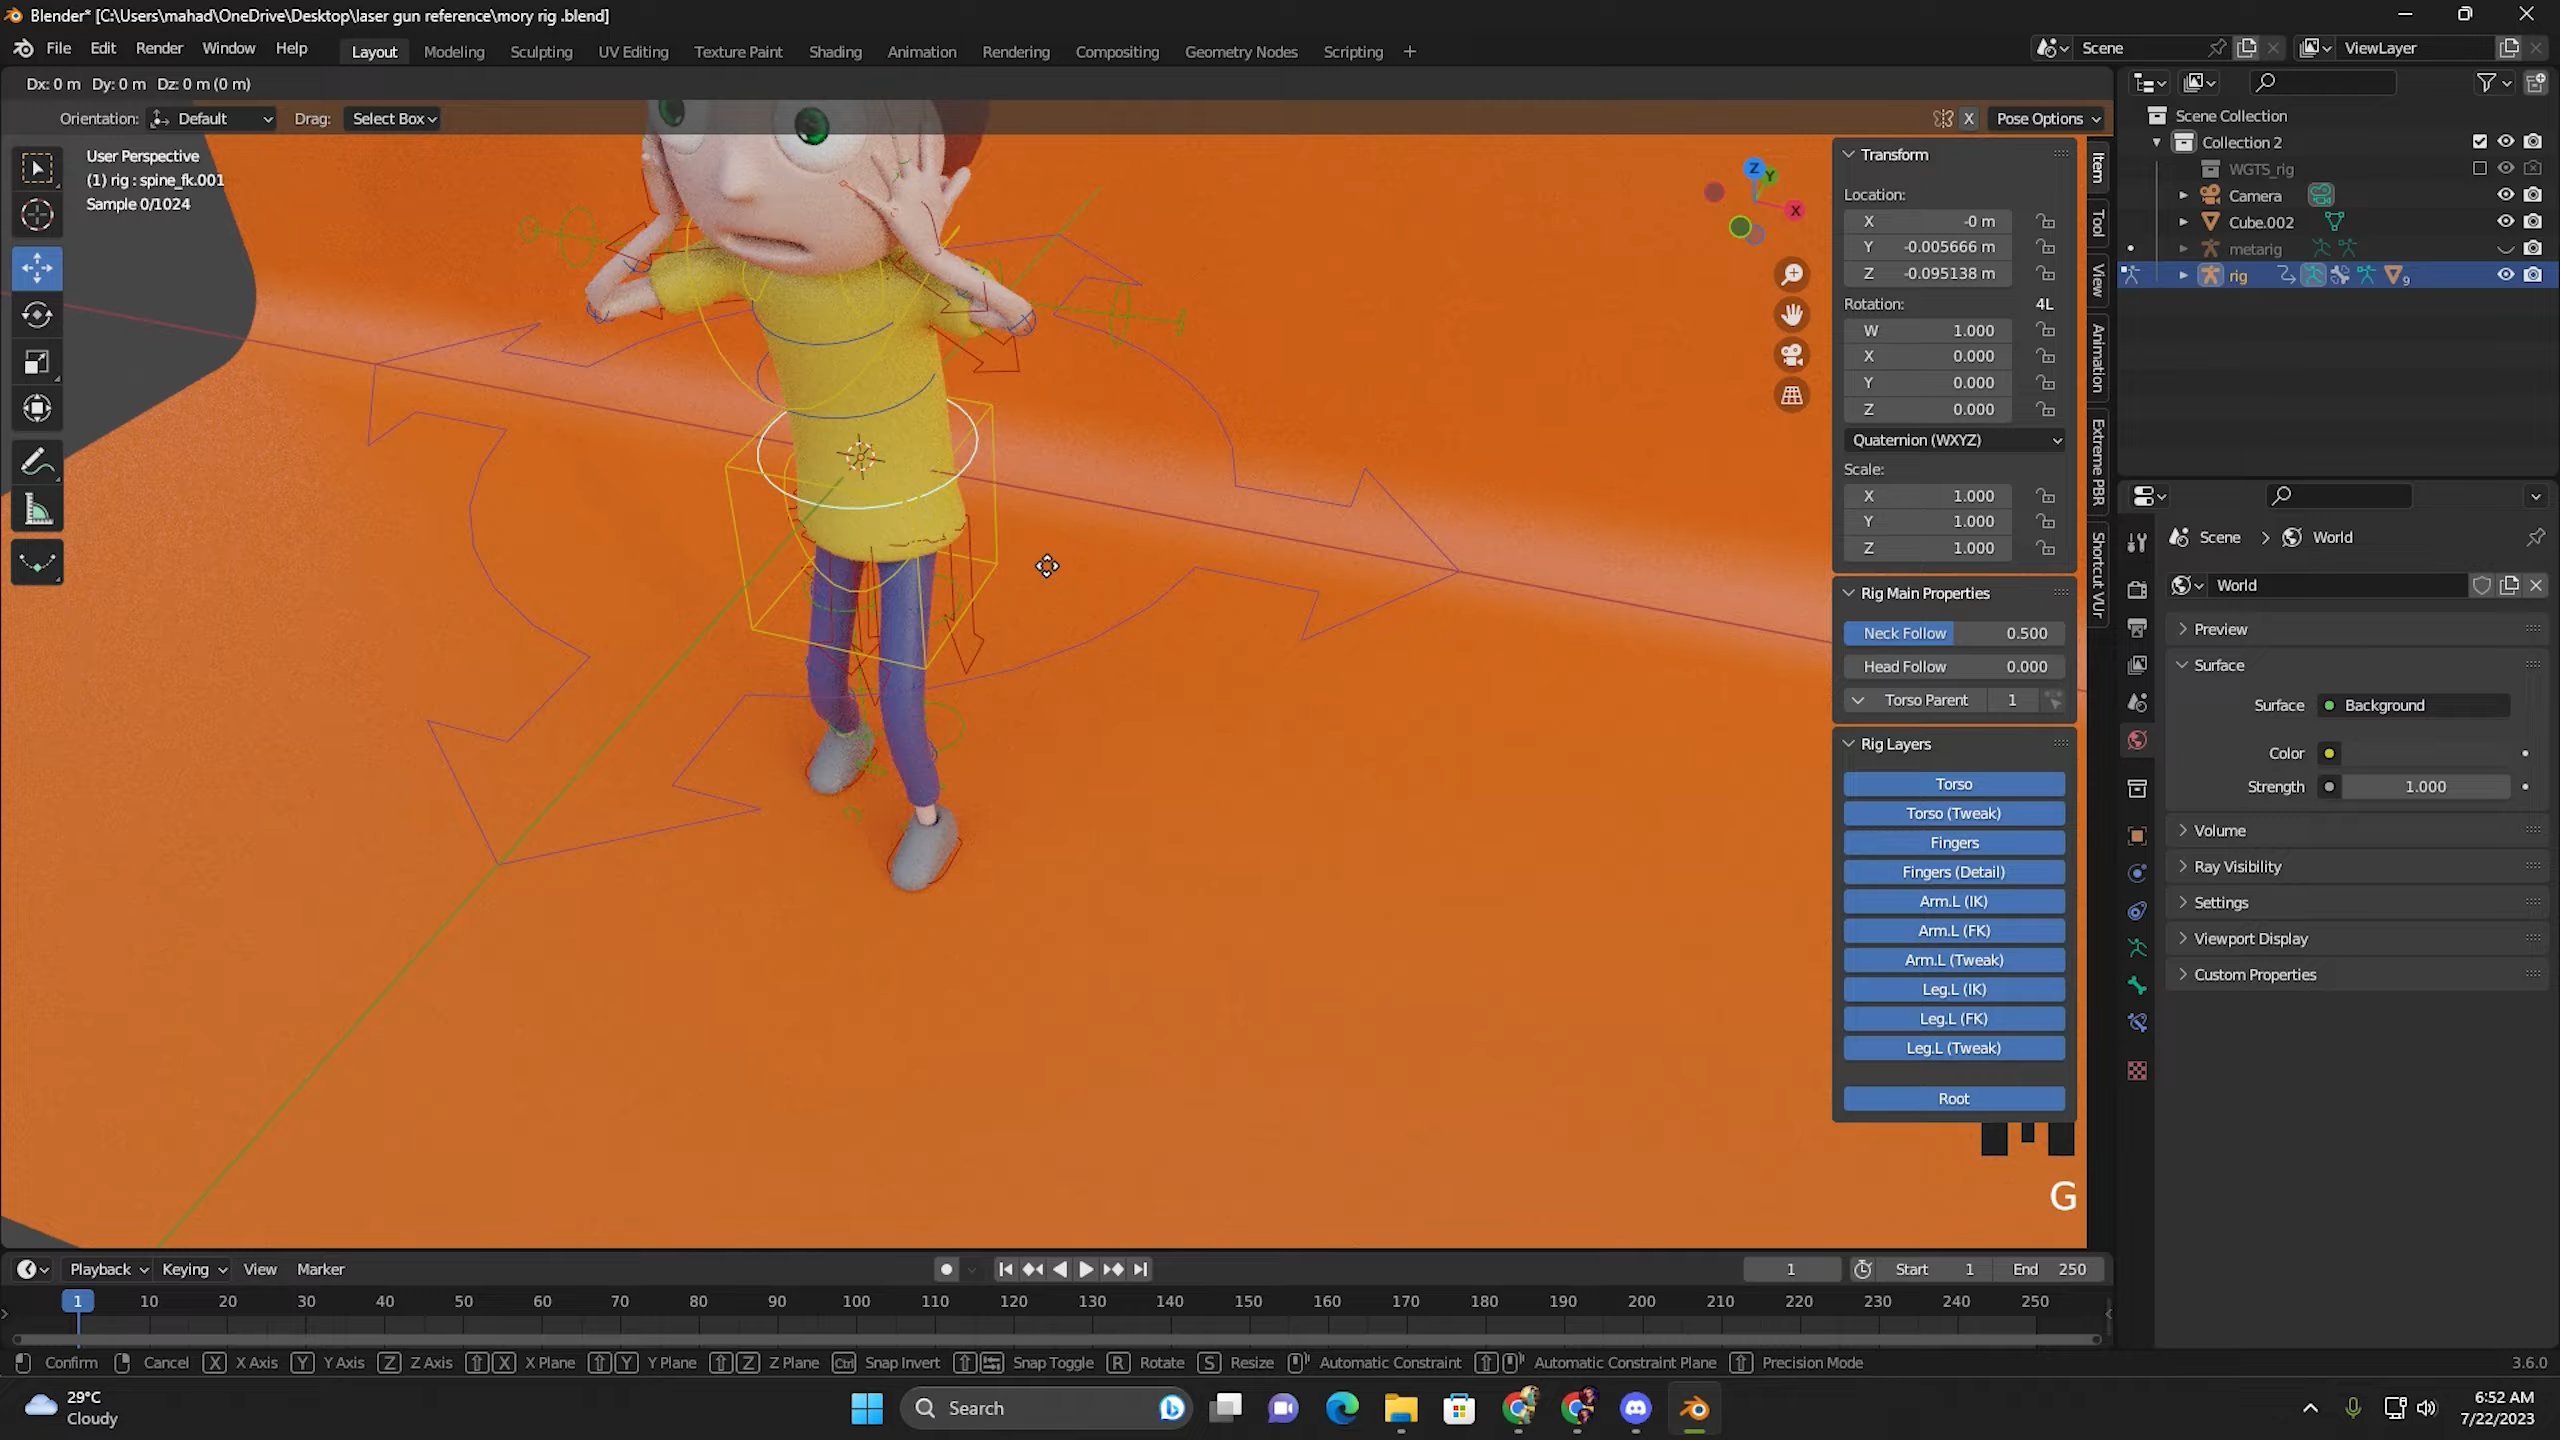 Blender* [C:\Users\mahad\OneDrive\Desktop\laser gun reference\mory rig .blend]
File Edit Render Window Help Layout Modeling Sculpting UV Editing Texture Paint Shading Animation Rendering Compositing Geometry Nodes Scripting + Scene ViewLayer
Dx: 0 m Dy: 0 m Dz: 0 m (0 m)
Orientation: Default Drag: Select Box X Pose Options
User Perspective
(1) rig : spine_fk.001
Sample 0/1024
Z
Y
X
Transform
Location:
X -0 m
Y -0.005666 m
Z -0.095138 m
Rotation: 4L
W 1.000
X 0.000
Y 0.000
Z 0.000
Quaternion (WXYZ)
Scale:
X 1.000
Y 1.000
Z 1.000
Rig Main Properties
Neck Follow 0.500
Head Follow 0.000
Torso Parent 1
Rig Layers
Torso
Torso (Tweak)
Fingers
Fingers (Detail)
Arm.L (IK)
Arm.L (FK)
Arm.L (Tweak)
Leg.L (IK)
Leg.L (FK)
Leg.L (Tweak)
Root
G
Item
Tool
View
Animation
Extreme PBR
Shortcut VUr
Scene Collection
Collection 2
WGTS_rig
Camera
Cube.002
metarig
rig 9
Scene > World
World
Preview
Surface
Surface Background
Color
Strength 1.000
Volume
Ray Visibility
Settings
Viewport Display
Custom Properties
Playback Keying View Marker 1 Start 1 End 250
1 10 20 30 40 50 60 70 80 90 100 110 120 130 140 150 160 170 180 190 200 210 220 230 240 250
Confirm Cancel X X Axis Y Y Axis Z Z Axis X X Plane Y Y Plane Z Z Plane Ctrl Snap Invert Snap Toggle R Rotate S Resize Automatic Constraint Automatic Constraint Plane Precision Mode 3.6.0
29°C
Cloudy
Search
6:52 AM
7/22/2023